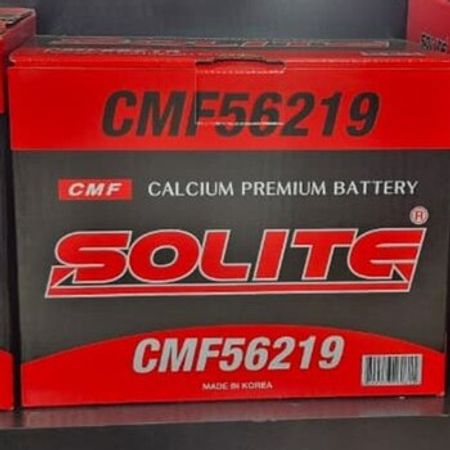 CMF56219
CMF CALCIUM PREMIUM BATTERY
SOLITE ®
CMF56219
MADE IN KOREA